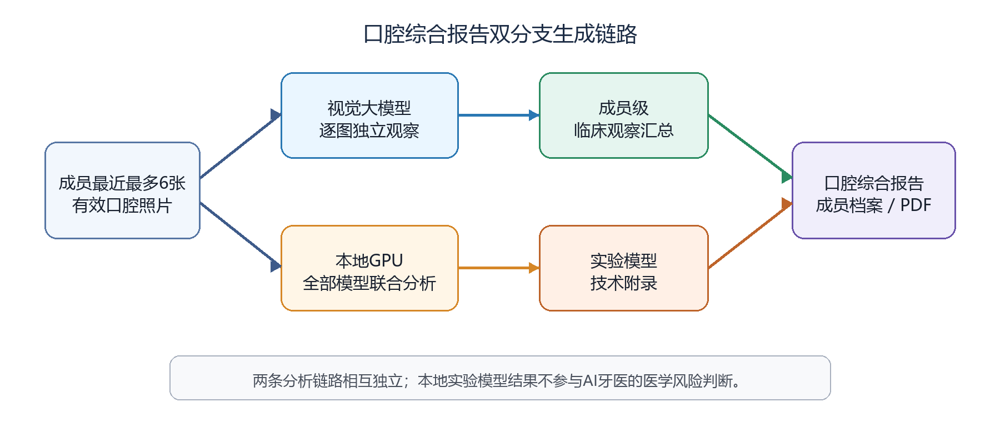 口腔综合报告双分支生成链路
成员最近最多6张
有效口腔照片
视觉大模型
逐图独立观察
成员级
临床观察汇总
本地GPU
全部模型联合分析
实验模型
技术附录
口腔综合报告
成员档案 / PDF
两条分析链路相互独立；本地实验模型结果不参与AI牙医的医学风险判断。